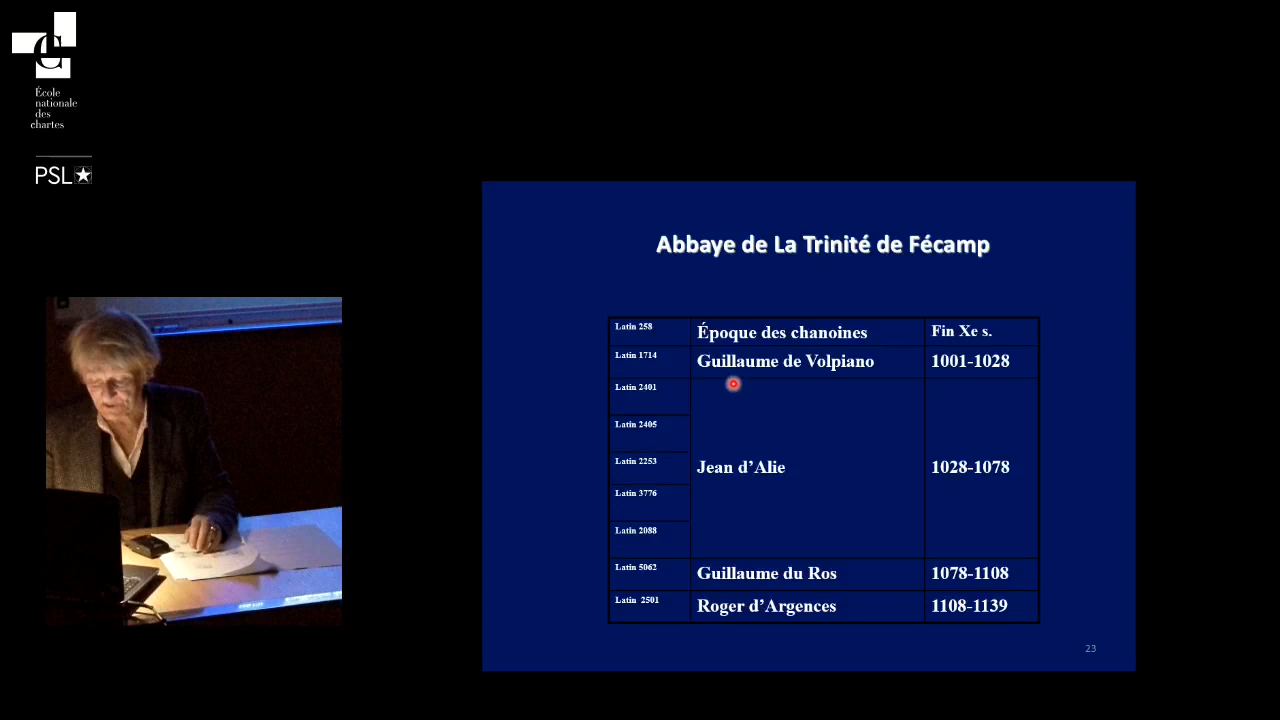 École
nationale
des
chartes
PSL
Abbaye de La Trinité de Fécamp
Latin 258 Époque des chanoines Fin Xe s.
Latin 1714 Guillaume de Volpiano 1001-1028
Latin 2401
Latin 2405
Latin 2253
Jean d’Alie 1028-1078
Latin 3776
Latin 2088
Latin 5062 Guillaume du Ros 1078-1108
Latin 2501 Roger d’Argences 1108-1139
23